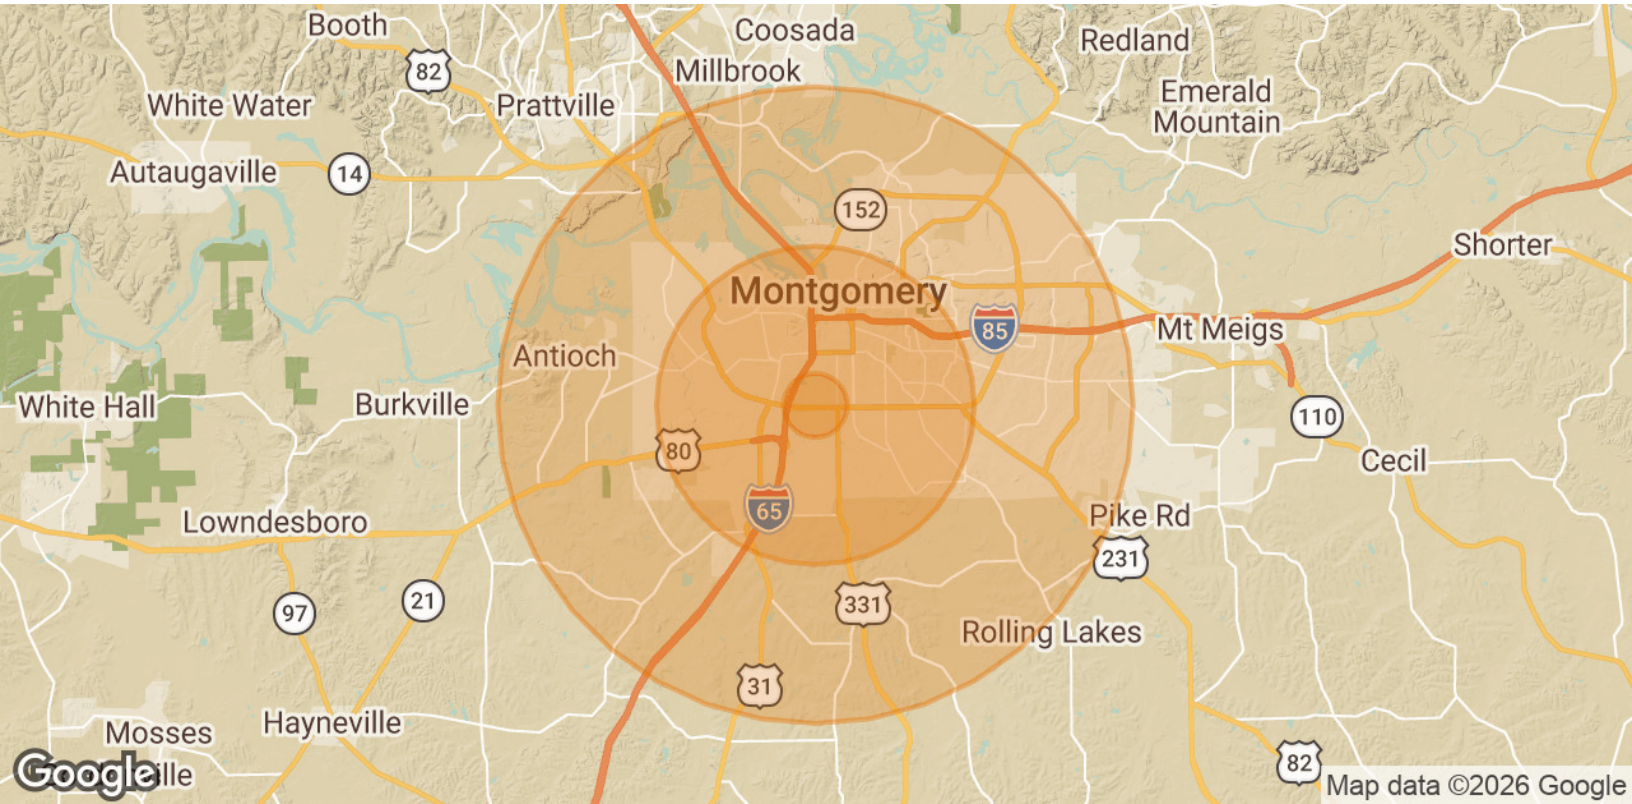 Booth
Coosada
Redland
82
Millbrook
White Water
Prattville
Emerald
Mountain
Autaugaville
14
152
Shorter
Montgomery
85
Mt Meigs
Antioch
White Hall
Burkville
110
80
Cecil
65
Lowndesboro
Pike Rd
231
97
21
331
Rolling Lakes
31
Hayneville
Mosses
82
Google
ville
Map data ©2026 Google